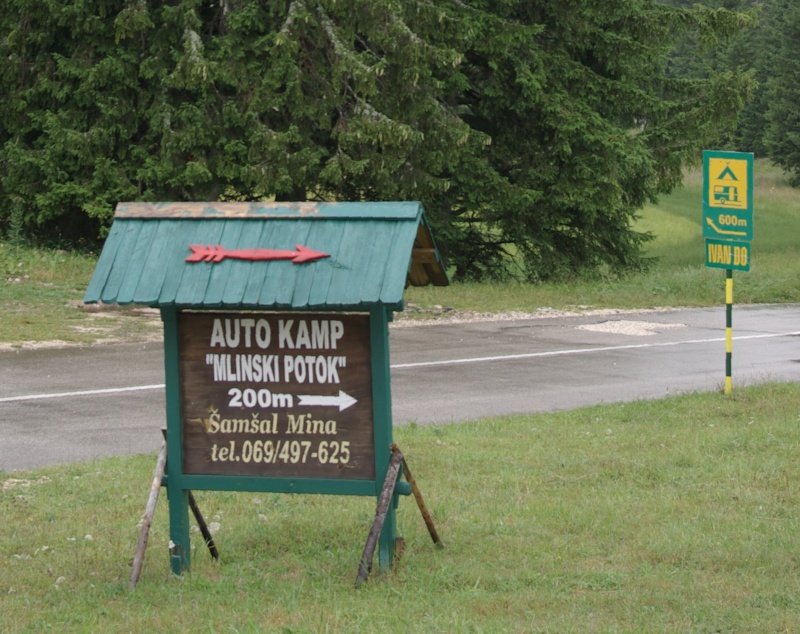 AUTO KAMP
"MLINSKI POTOK"
200m
Šamšal Mina
tel.069/497-625
600m
IVAN DO